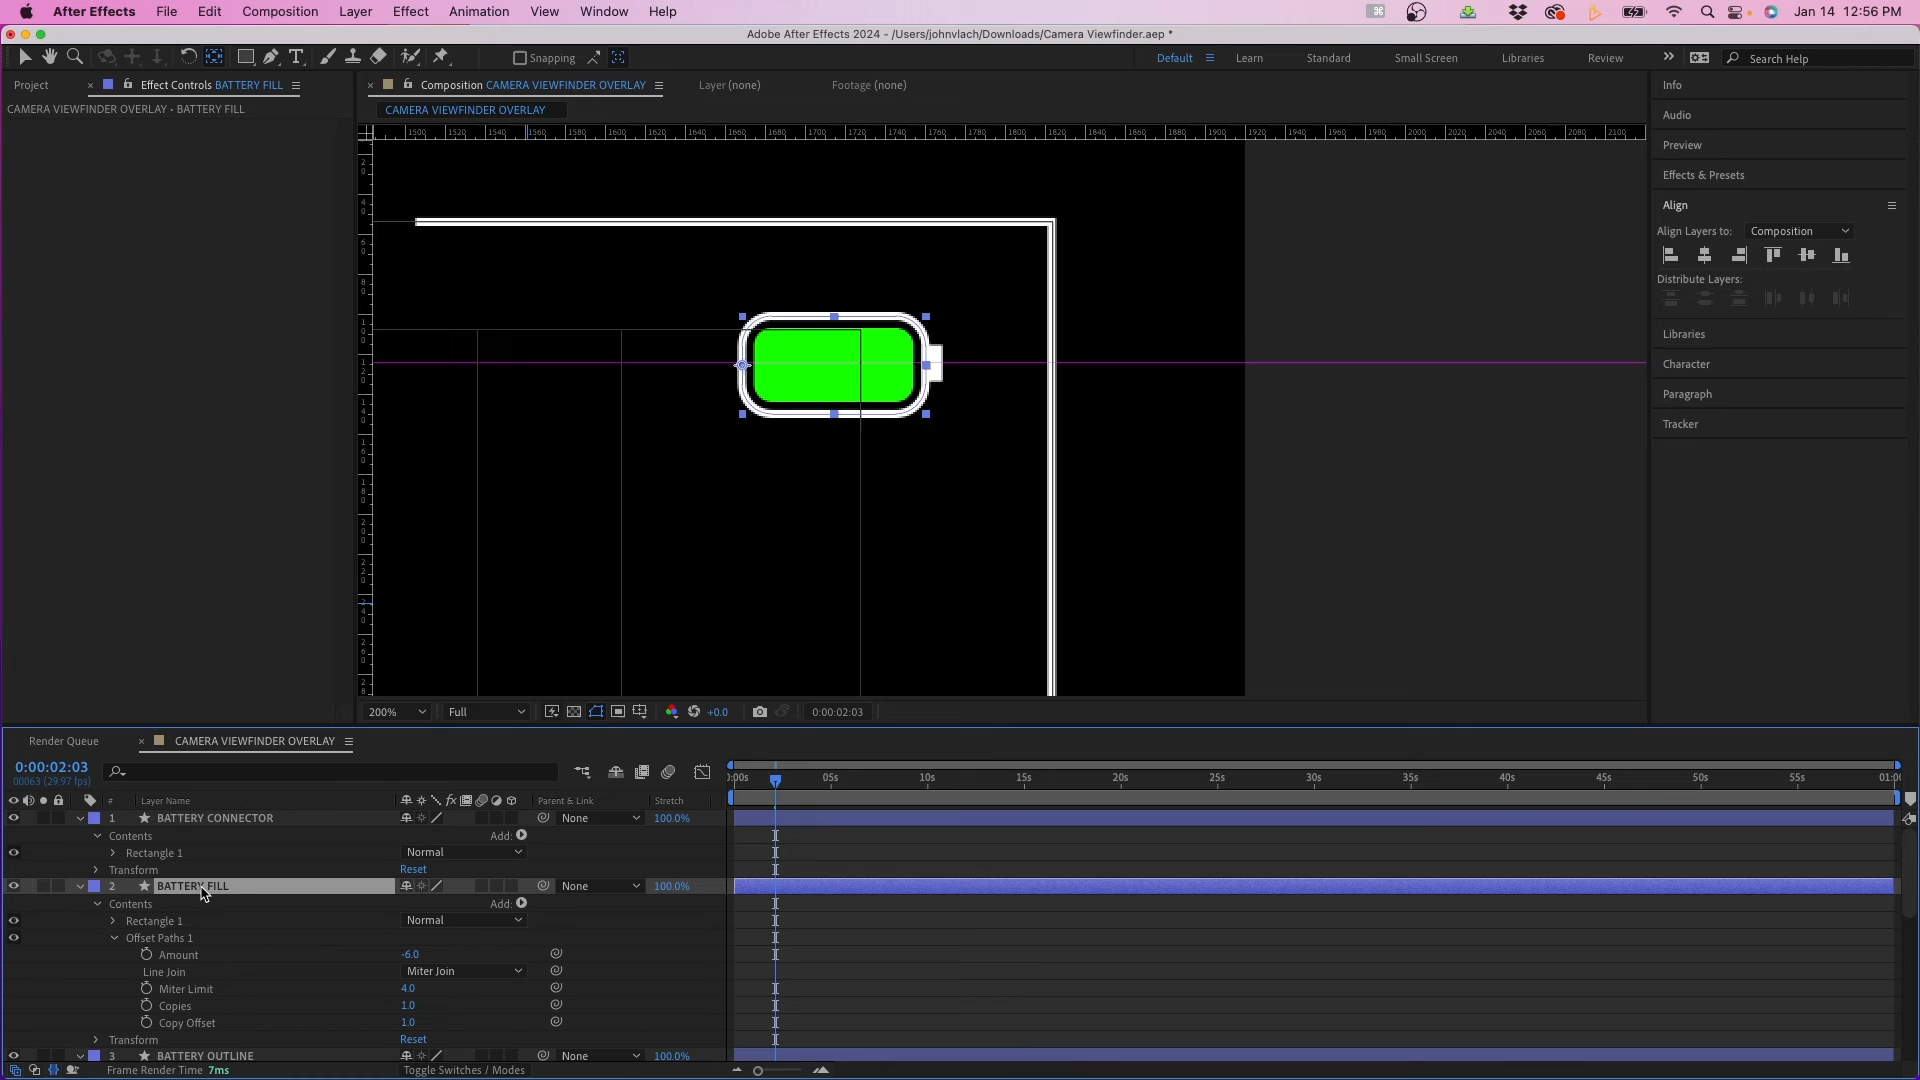 After Effects File Edit Composition Layer Effect Animation View Window Help Jan 14 12:56 PM
Adobe After Effects 2024 - /Users/johnvlach/Downloads/Camera Viewfinder.aep *
Snapping Default Learn Standard Small Screen Libraries Review Search Help
Project Effect Controls BATTERY FILL Composition CAMERA VIEWFINDER OVERLAY Layer (none) Footage (none) Info
CAMERA VIEWFINDER OVERLAY • BATTERY FILL CAMERA VIEWFINDER OVERLAY
Audio
1500 1520 1540 1560 1580 1600 1620 1640 1660 1680 1700 1720 1740 1760 1780 1800 1820 1840 1860 1880 1900 1920 1940 1960 1980 2000 2020 2040 2060 2080 2100
Preview
Effects & Presets
Align
Align Layers to: Composition
Distribute Layers:
Libraries
Character
Paragraph
Tracker
200% Full +0.0 0:00:02:03
Render Queue CAMERA VIEWFINDER OVERLAY
0:00:02:03
00063 (29.97 fps)
:00s 05s 10s 15s 20s 25s 30s 35s 40s 45s 50s 55s 01:00
# Layer Name fx Parent & Link Stretch
1 BATTERY CONNECTOR None 100.0%
Contents Add:
Rectangle 1 Normal
Transform Reset
2 BATTERY FILL None 100.0%
Contents Add:
Rectangle 1 Normal
Offset Paths 1
Amount -6.0
Line Join Miter Join
Miter Limit 4.0
Copies 1.0
Copy Offset 1.0
Transform Reset
3 BATTERY OUTLINE None 100.0%
Frame Render Time 7ms Toggle Switches / Modes